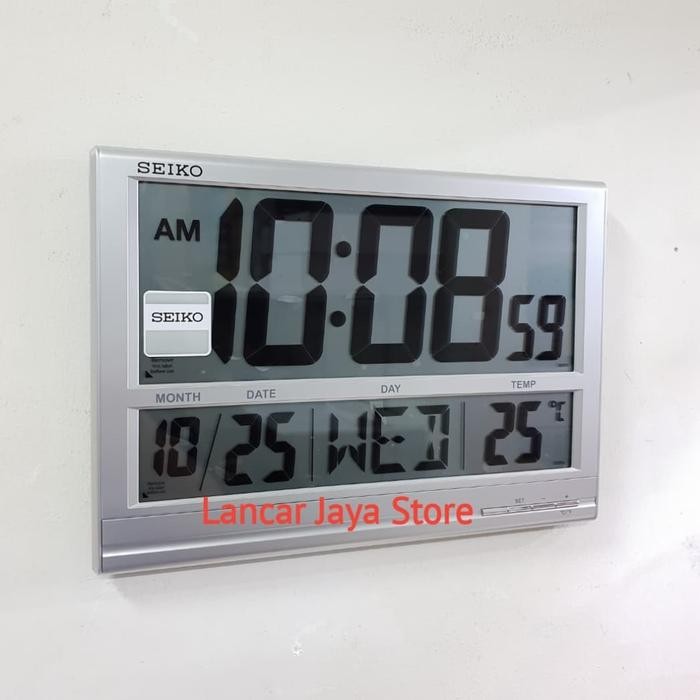 SEIKO
AM 10:08 59
SEIKO
MONTH DATE DAY TEMP
10/25 WED 25°C
Lancar Jaya Store
SET - +